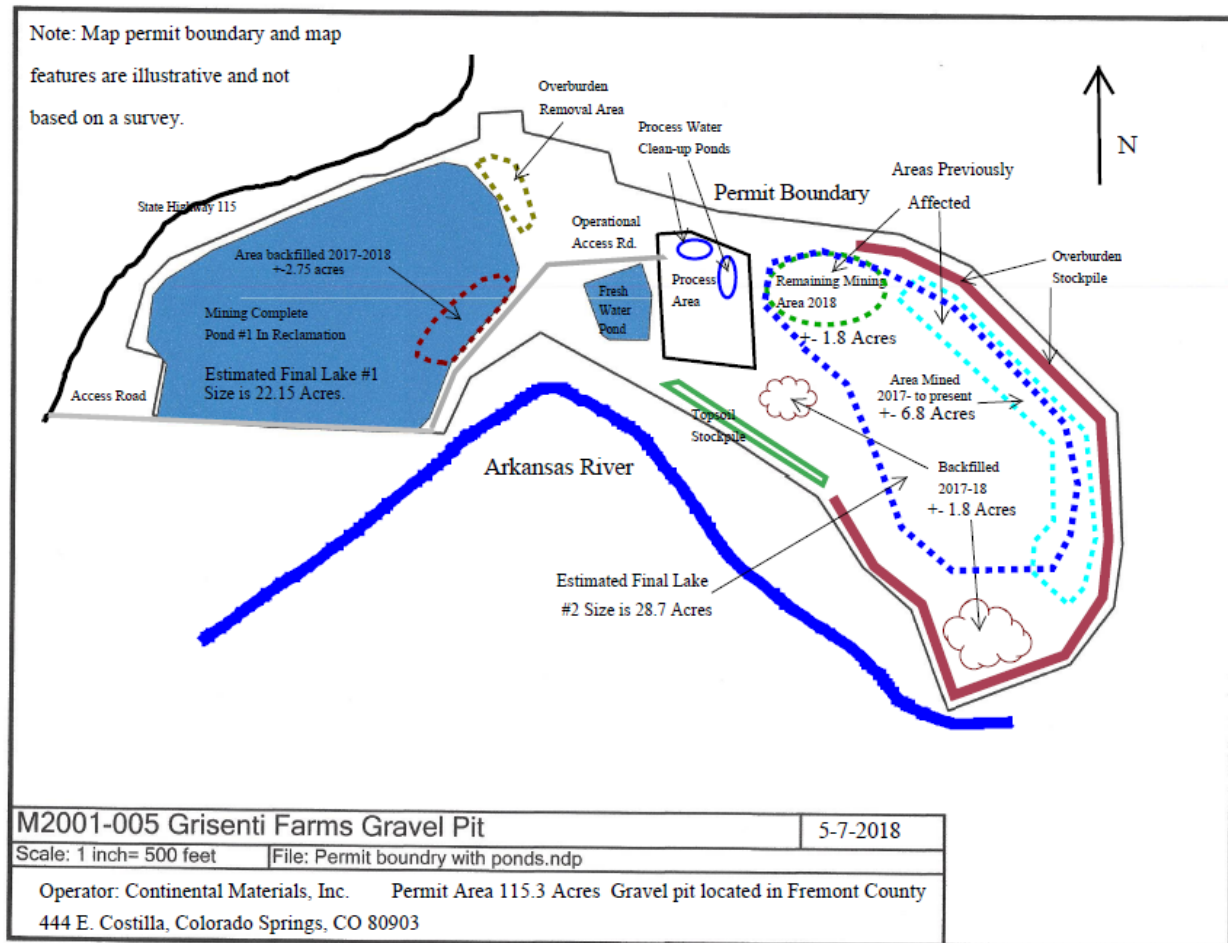 Note: Map permit boundary and map
features are illustrative and not
based on a survey.
Overburden
Removal Area
Process Water
Clean-up Ponds
N
Areas Previously
Affected
Permit Boundary
State Highway 115
Operational
Access Rd.
Area backfilled 2017-2018
+-2.75 acres
Overburden
Stockpile
Process
Area
Remaining Mining
Area 2018
+- 1.8 Acres
Fresh
Water
Pond
Mining Complete
Pond #1 In Reclamation
Estimated Final Lake #1
Size is 22.15 Acres.
Access Road
Area Mined
2017- to present
+- 6.8 Acres
Topsoil
Stockpile
Arkansas River
Backfilled
2017-18
+- 1.8 Acres
Estimated Final Lake
#2 Size is 28.7 Acres
M2001-005 Grisenti Farms Gravel Pit
5-7-2018
Scale: 1 inch= 500 feet
File: Permit boundry with ponds.ndp
Operator: Continental Materials, Inc. Permit Area 115.3 Acres Gravel pit located in Fremont County
444 E. Costilla, Colorado Springs, CO 80903